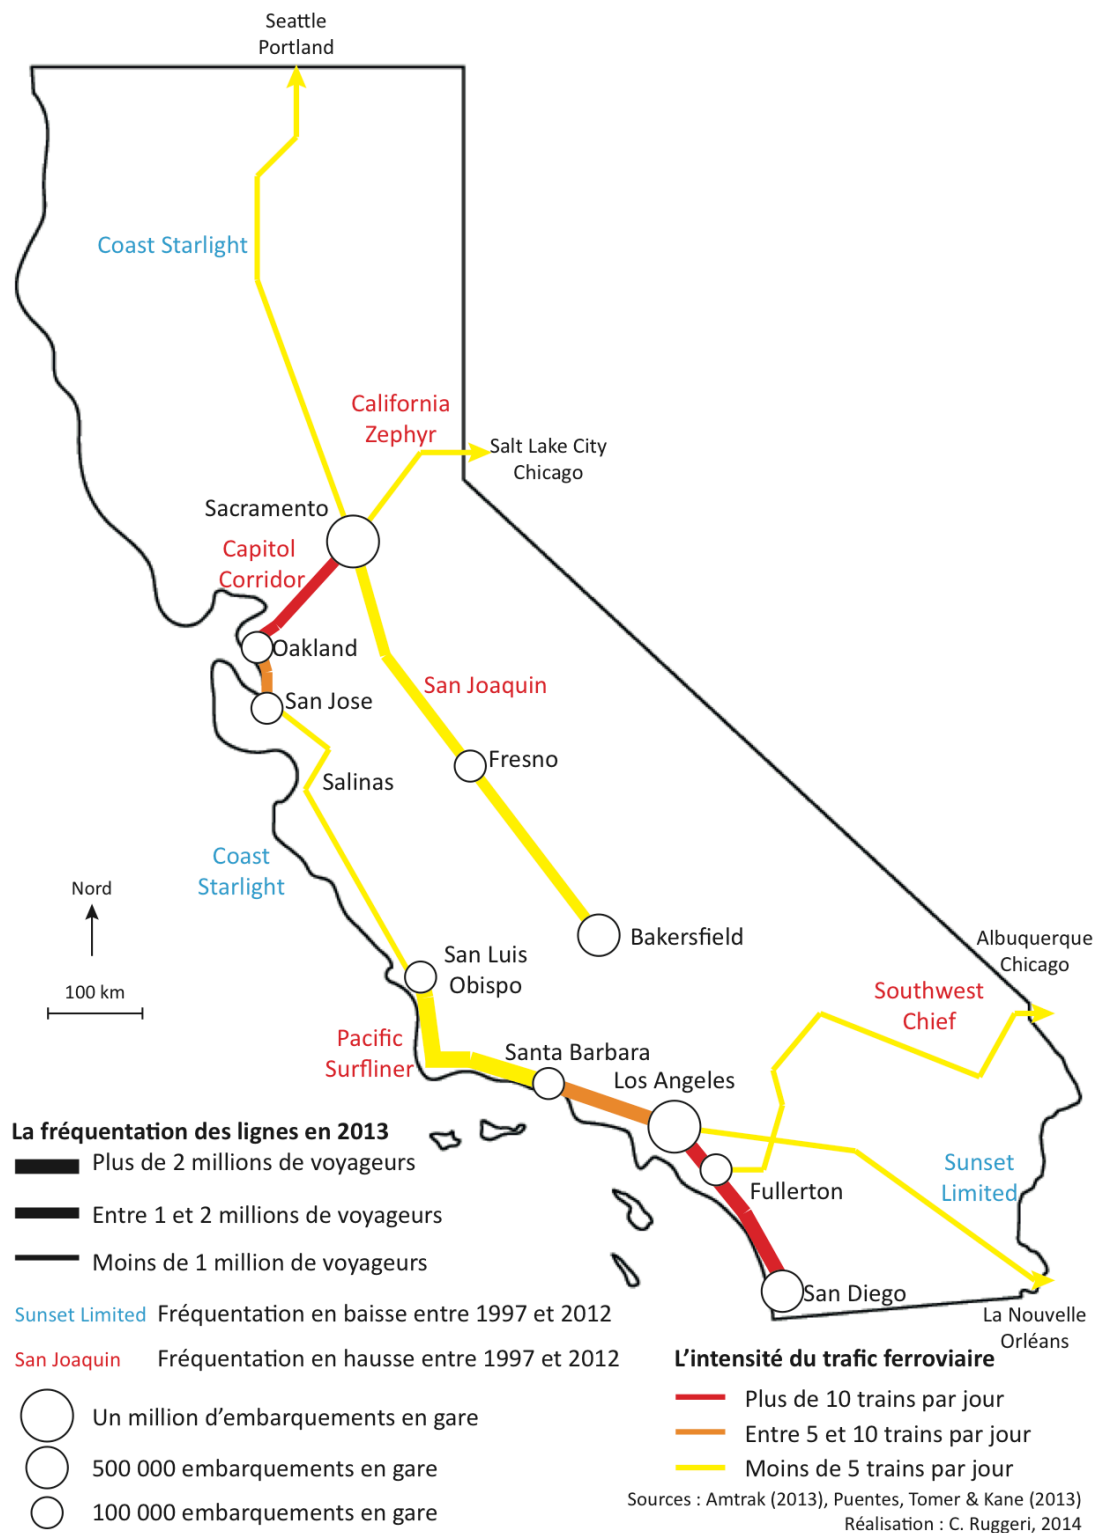 Seattle
Portland
Coast Starlight
California
Zephyr
Salt Lake City
Chicago
Sacramento
Capitol
Corridor
Oakland
San Joaquin
San Jose
Fresno
Salinas
Coast
Starlight
Nord
100 km
Bakersfield
San Luis
Obispo
Albuquerque
Chicago
Southwest
Chief
Pacific
Surfliner
Santa Barbara
Los Angeles
Fullerton
Sunset
Limited
San Diego
La Nouvelle
Orléans
La fréquentation des lignes en 2013
Plus de 2 millions de voyageurs
Entre 1 et 2 millions de voyageurs
Moins de 1 million de voyageurs
Sunset Limited Fréquentation en baisse entre 1997 et 2012
San Joaquin Fréquentation en hausse entre 1997 et 2012
Un million d’embarquements en gare
500 000 embarquements en gare
100 000 embarquements en gare
L’intensité du trafic ferroviaire
Plus de 10 trains par jour
Entre 5 et 10 trains par jour
Moins de 5 trains par jour
Sources : Amtrak (2013), Puentes, Tomer & Kane (2013)
Réalisation : C. Ruggeri, 2014